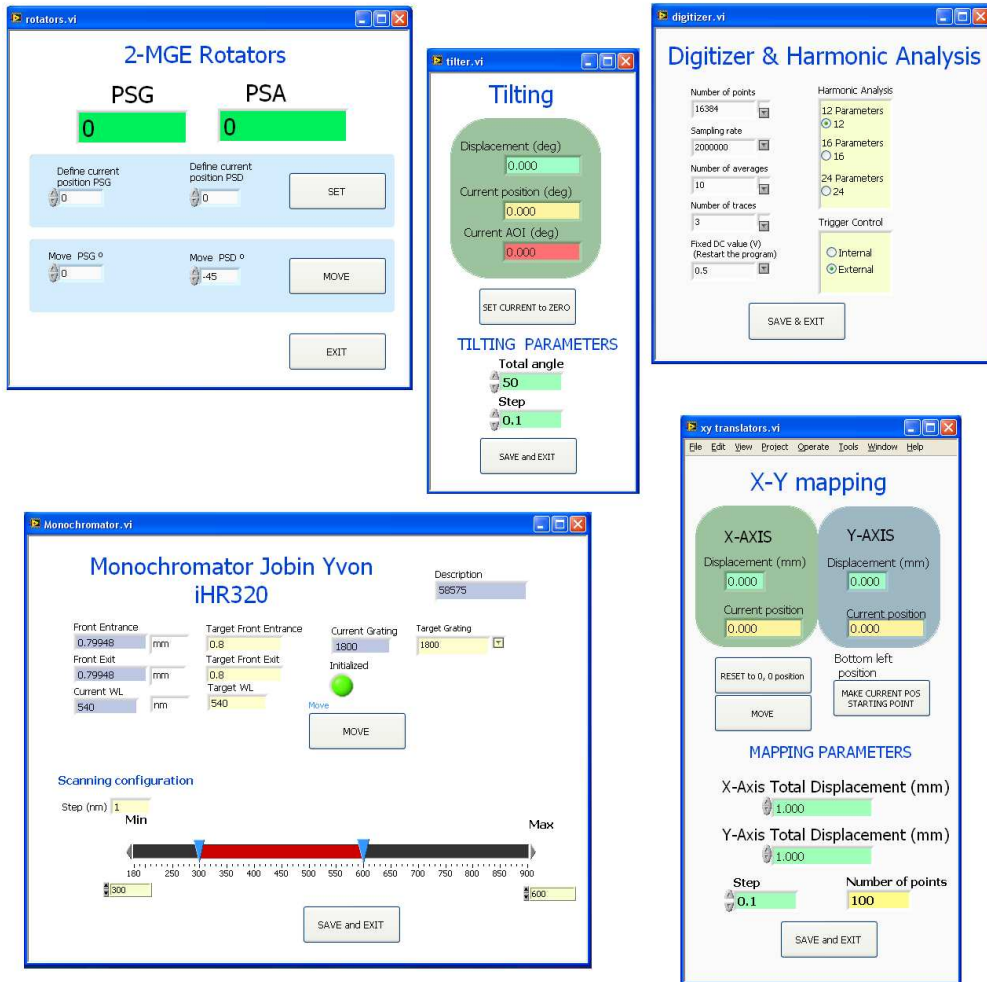 rotators.vi
2-MGE Rotators
PSG
PSA
0
0
Define current
position PSG
0
Define current
position PSD
0
SET
Move PSG º
0
Move PSD º
-45
MOVE
EXIT
tilter.vi
Tilting
Displacement (deg)
0.000
Current position (deg)
0.000
Current AOI (deg)
0.000
SET CURRENT to ZERO
TILTING PARAMETERS
Total angle
50
Step
0.1
SAVE and EXIT
digitizer.vi
Digitizer & Harmonic Analysis
Number of points
16384
Sampling rate
2000000
Number of averages
10
Number of traces
3
Fixed DC value (V)
(Restart the program)
0.5
Harmonic Analysis
12 Parameters
12
16 Parameters
16
24 Parameters
24
Trigger Control
Internal
External
SAVE & EXIT
Monochromator.vi
Monochromator Jobin Yvon
iHR320
Description
58575
Front Entrance
0.79948 mm
Front Exit
0.79948 mm
Current WL
540 nm
Target Front Entrance
0.8
Target Front Exit
0.8
Target WL
540
Current Grating
1800
Target Grating
1800
Initialized
Move
MOVE
Scanning configuration
Step (nm) 1
Min
Max
180 250 300 350 400 450 500 550 600 650 700 750 800 850 900
300
600
SAVE and EXIT
xy translators.vi
File Edit View Project Operate Tools Window Help
X-Y mapping
X-AXIS
Displacement (mm)
0.000
Current position
0.000
Y-AXIS
Displacement (mm)
0.000
Current position
0.000
RESET to 0, 0 position
MOVE
Bottom left
position
MAKE CURRENT POS
STARTING POINT
MAPPING PARAMETERS
X-Axis Total Displacement (mm)
1.000
Y-Axis Total Displacement (mm)
1.000
Step
0.1
Number of points
100
SAVE and EXIT